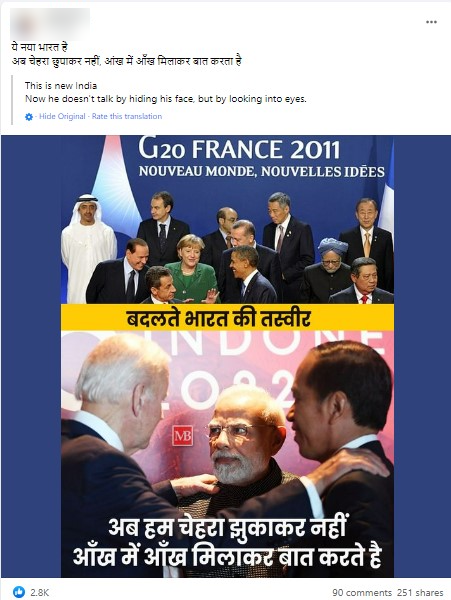 ये नया भारत हे
अब चेहरा छुपाकर नहीं, आंख में आँख मिलाकर बात करता है
This is new India
Now he doesn't talk by hiding his face, but by looking into eyes.
Hide Original · Rate this translation
G20 FRANCE 2011
NOUVEAU MONDE, NOUVELLES IDÉES
बदलते भारत की तस्वीर
INDONE
2022
MB
अब हम चेहरा झुकाकर नहीं
आँख में आँख मिलाकर बात करते है
2.8K
90 comments 251 shares